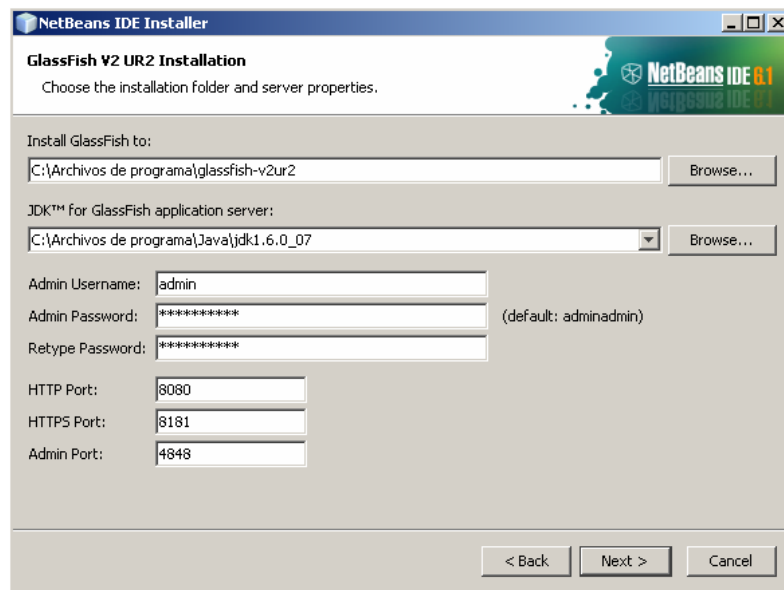 NetBeans IDE Installer
GlassFish V2 UR2 Installation
Choose the installation folder and server properties.
NetBeans IDE 6.1
Install GlassFish to:
C:\Archivos de programa\glassfish-v2ur2 Browse...
JDK™ for GlassFish application server:
C:\Archivos de programa\Java\jdk1.6.0_07 Browse...
Admin Username: admin
Admin Password: ********** (default: adminadmin)
Retype Password: **********
HTTP Port: 8080
HTTPS Port: 8181
Admin Port: 4848
< Back Next > Cancel